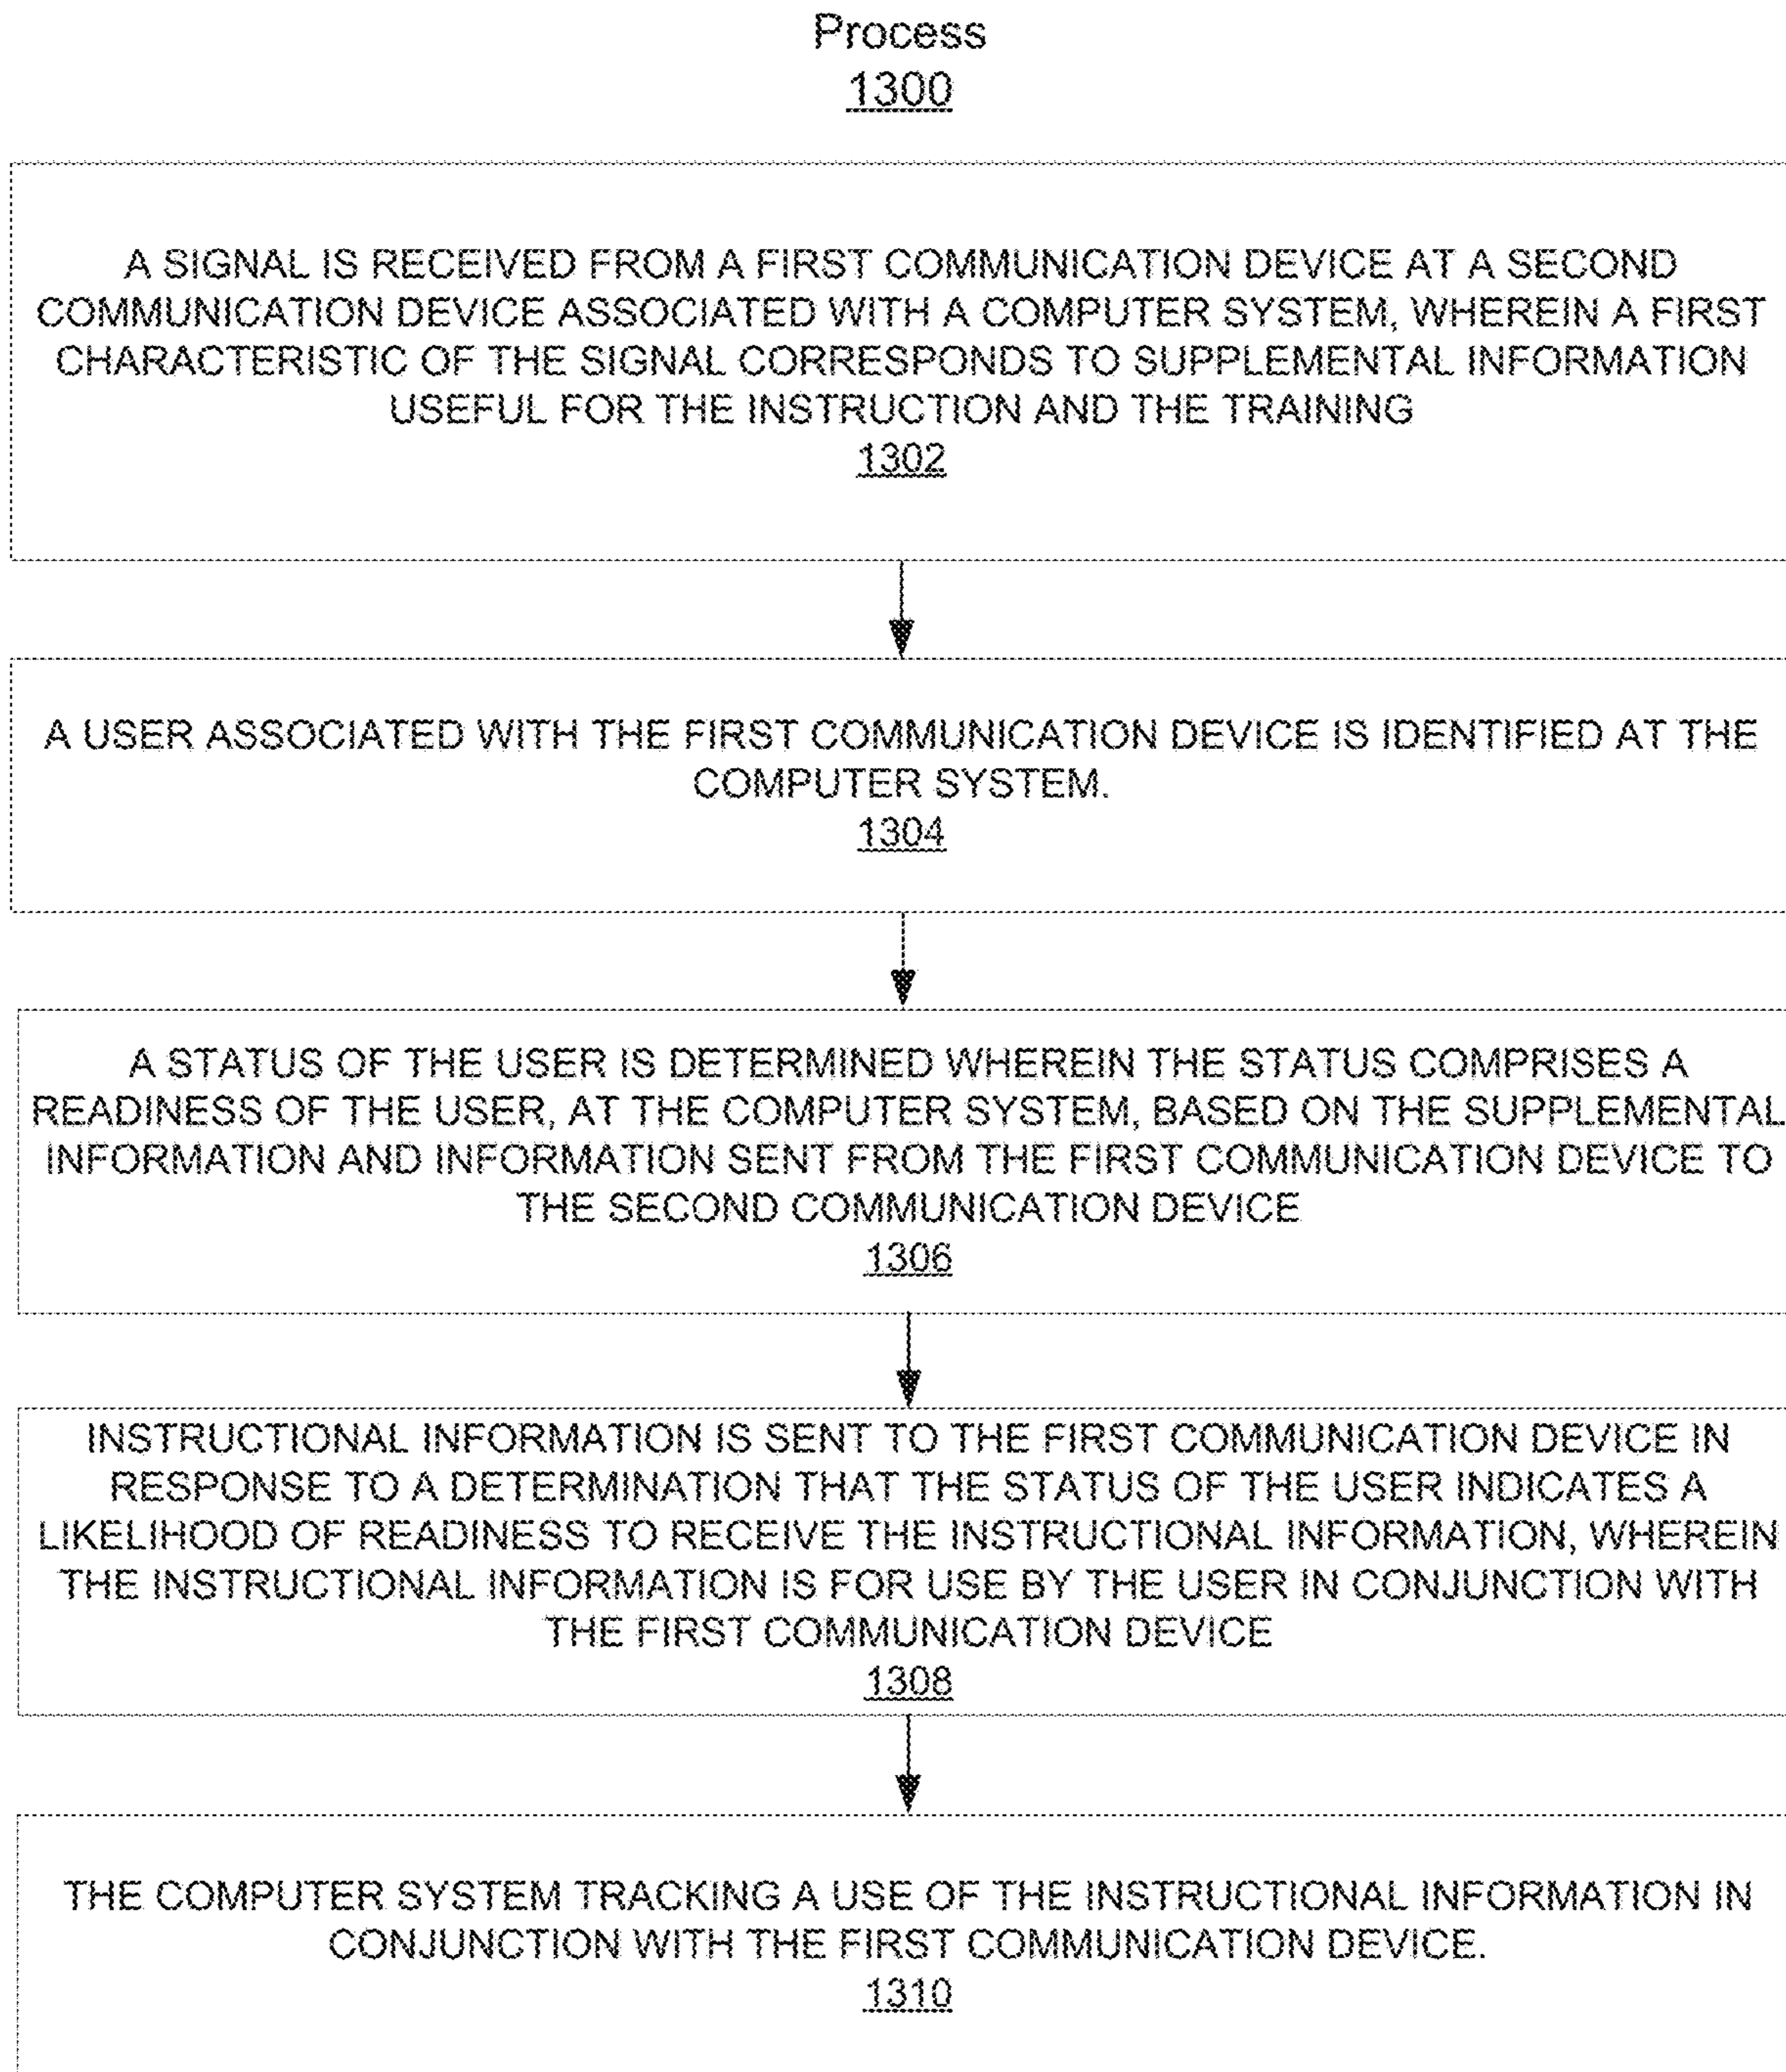 Process
1300
A SIGNAL IS RECEIVED FROM A FIRST COMMUNICATION DEVICE AT A SECOND
COMMUNICATION DEVICE ASSOCIATED WITH A COMPUTER SYSTEM, WHEREIN A FIRST
CHARACTERISTIC OF THE SIGNAL CORRESPONDS TO SUPPLEMENTAL INFORMATION
USEFUL FOR THE INSTRUCTION AND THE TRAINING
1302
A USER ASSOCIATED WITH THE FIRST COMMUNICATION DEVICE IS IDENTIFIED AT THE
COMPUTER SYSTEM.
1304
A STATUS OF THE USER IS DETERMINED WHEREIN THE STATUS COMPRISES A
READINESS OF THE USER, AT THE COMPUTER SYSTEM, BASED ON THE SUPPLEMENTAL
INFORMATION AND INFORMATION SENT FROM THE FIRST COMMUNICATION DEVICE TO
THE SECOND COMMUNICATION DEVICE
1306
INSTRUCTIONAL INFORMATION IS SENT TO THE FIRST COMMUNICATION DEVICE IN
RESPONSE TO A DETERMINATION THAT THE STATUS OF THE USER INDICATES A
LIKELIHOOD OF READINESS TO RECEIVE THE INSTRUCTIONAL INFORMATION, WHEREIN
THE INSTRUCTIONAL INFORMATION IS FOR USE BY THE USER IN CONJUNCTION WITH
THE FIRST COMMUNICATION DEVICE
1308
THE COMPUTER SYSTEM TRACKING A USE OF THE INSTRUCTIONAL INFORMATION IN
CONJUNCTION WITH THE FIRST COMMUNICATION DEVICE.
1310